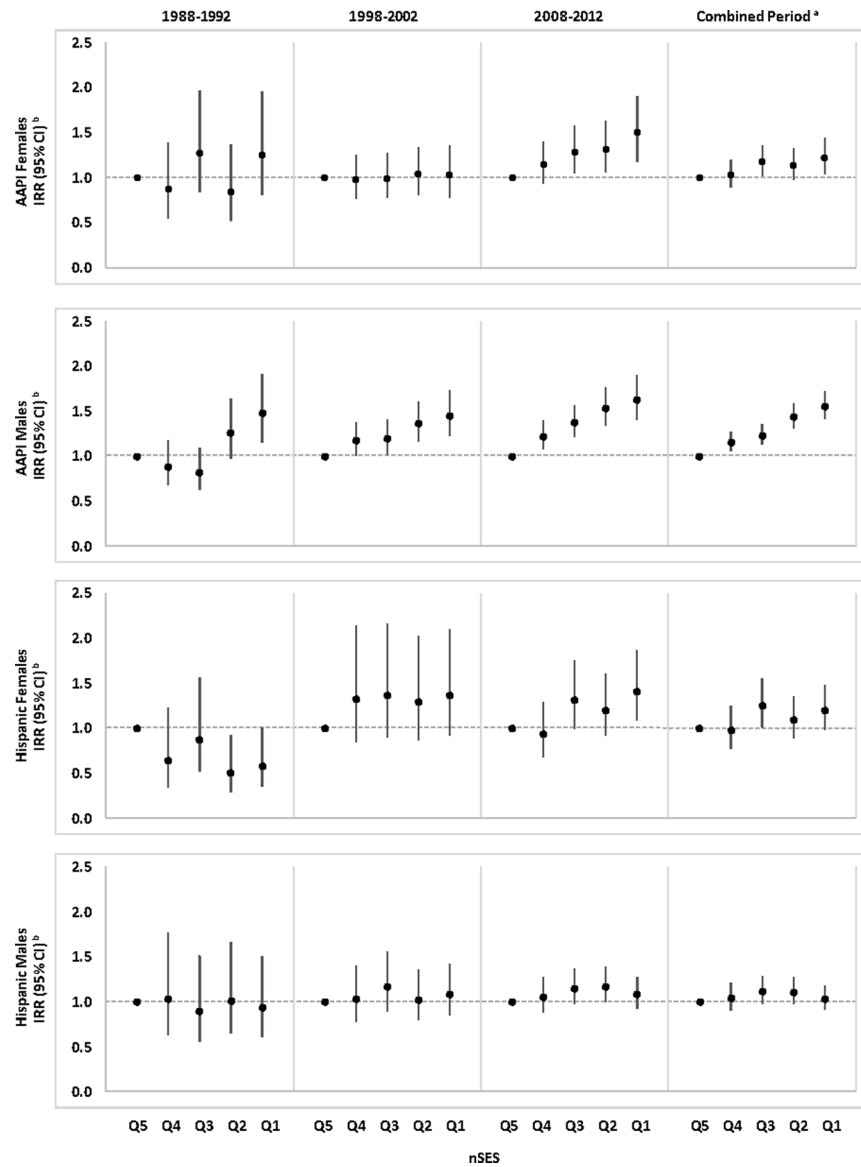 1988-1992 1998-2002 2008-2012 Combined Period a
AAPI Females
IRR (95% CI) b
2.5
2.0
1.5
1.0
0.5
0.0
AAPI Males
IRR (95% CI) b
2.5
2.0
1.5
1.0
0.5
0.0
Hispanic Females
IRR (95% CI) b
2.5
2.0
1.5
1.0
0.5
0.0
Hispanic Males
IRR (95% CI) b
2.5
2.0
1.5
1.0
0.5
0.0
Q5 Q4 Q3 Q2 Q1 Q5 Q4 Q3 Q2 Q1 Q5 Q4 Q3 Q2 Q1 Q5 Q4 Q3 Q2 Q1
nSES